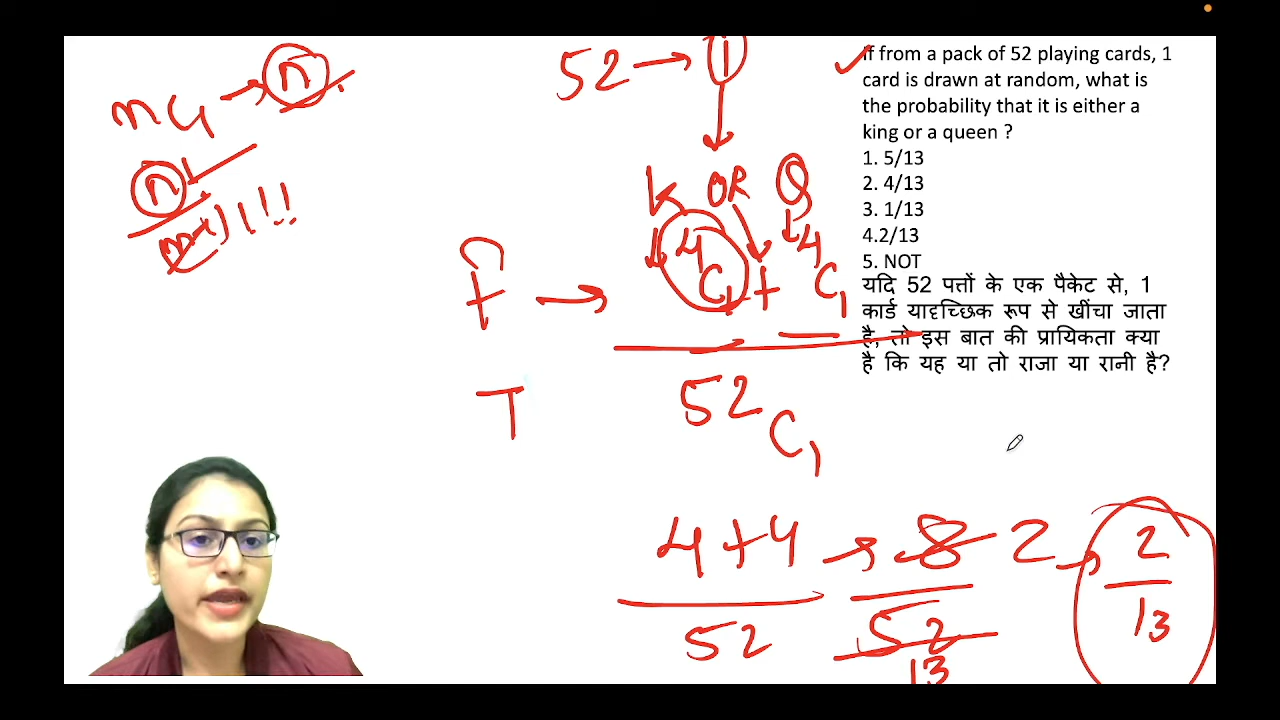 nC1 → n
n
(n-1)! 1!!!
52 → 1
K OR Q
F → 4C1 + 4C1
T 52C1
4+4 → 8 2 → 2
52 52 13
13
If from a pack of 52 playing cards, 1
card is drawn at random, what is
the probability that it is either a
king or a queen ?
1. 5/13
2. 4/13
3. 1/13
4.2/13
5. NOT
यदि 52 पत्तों के एक पैकेट से, 1
कार्ड यादृच्छिक रूप से खींचा जाता
है, तो इस बात की प्रायिकता क्या
है कि यह या तो राजा या रानी है?